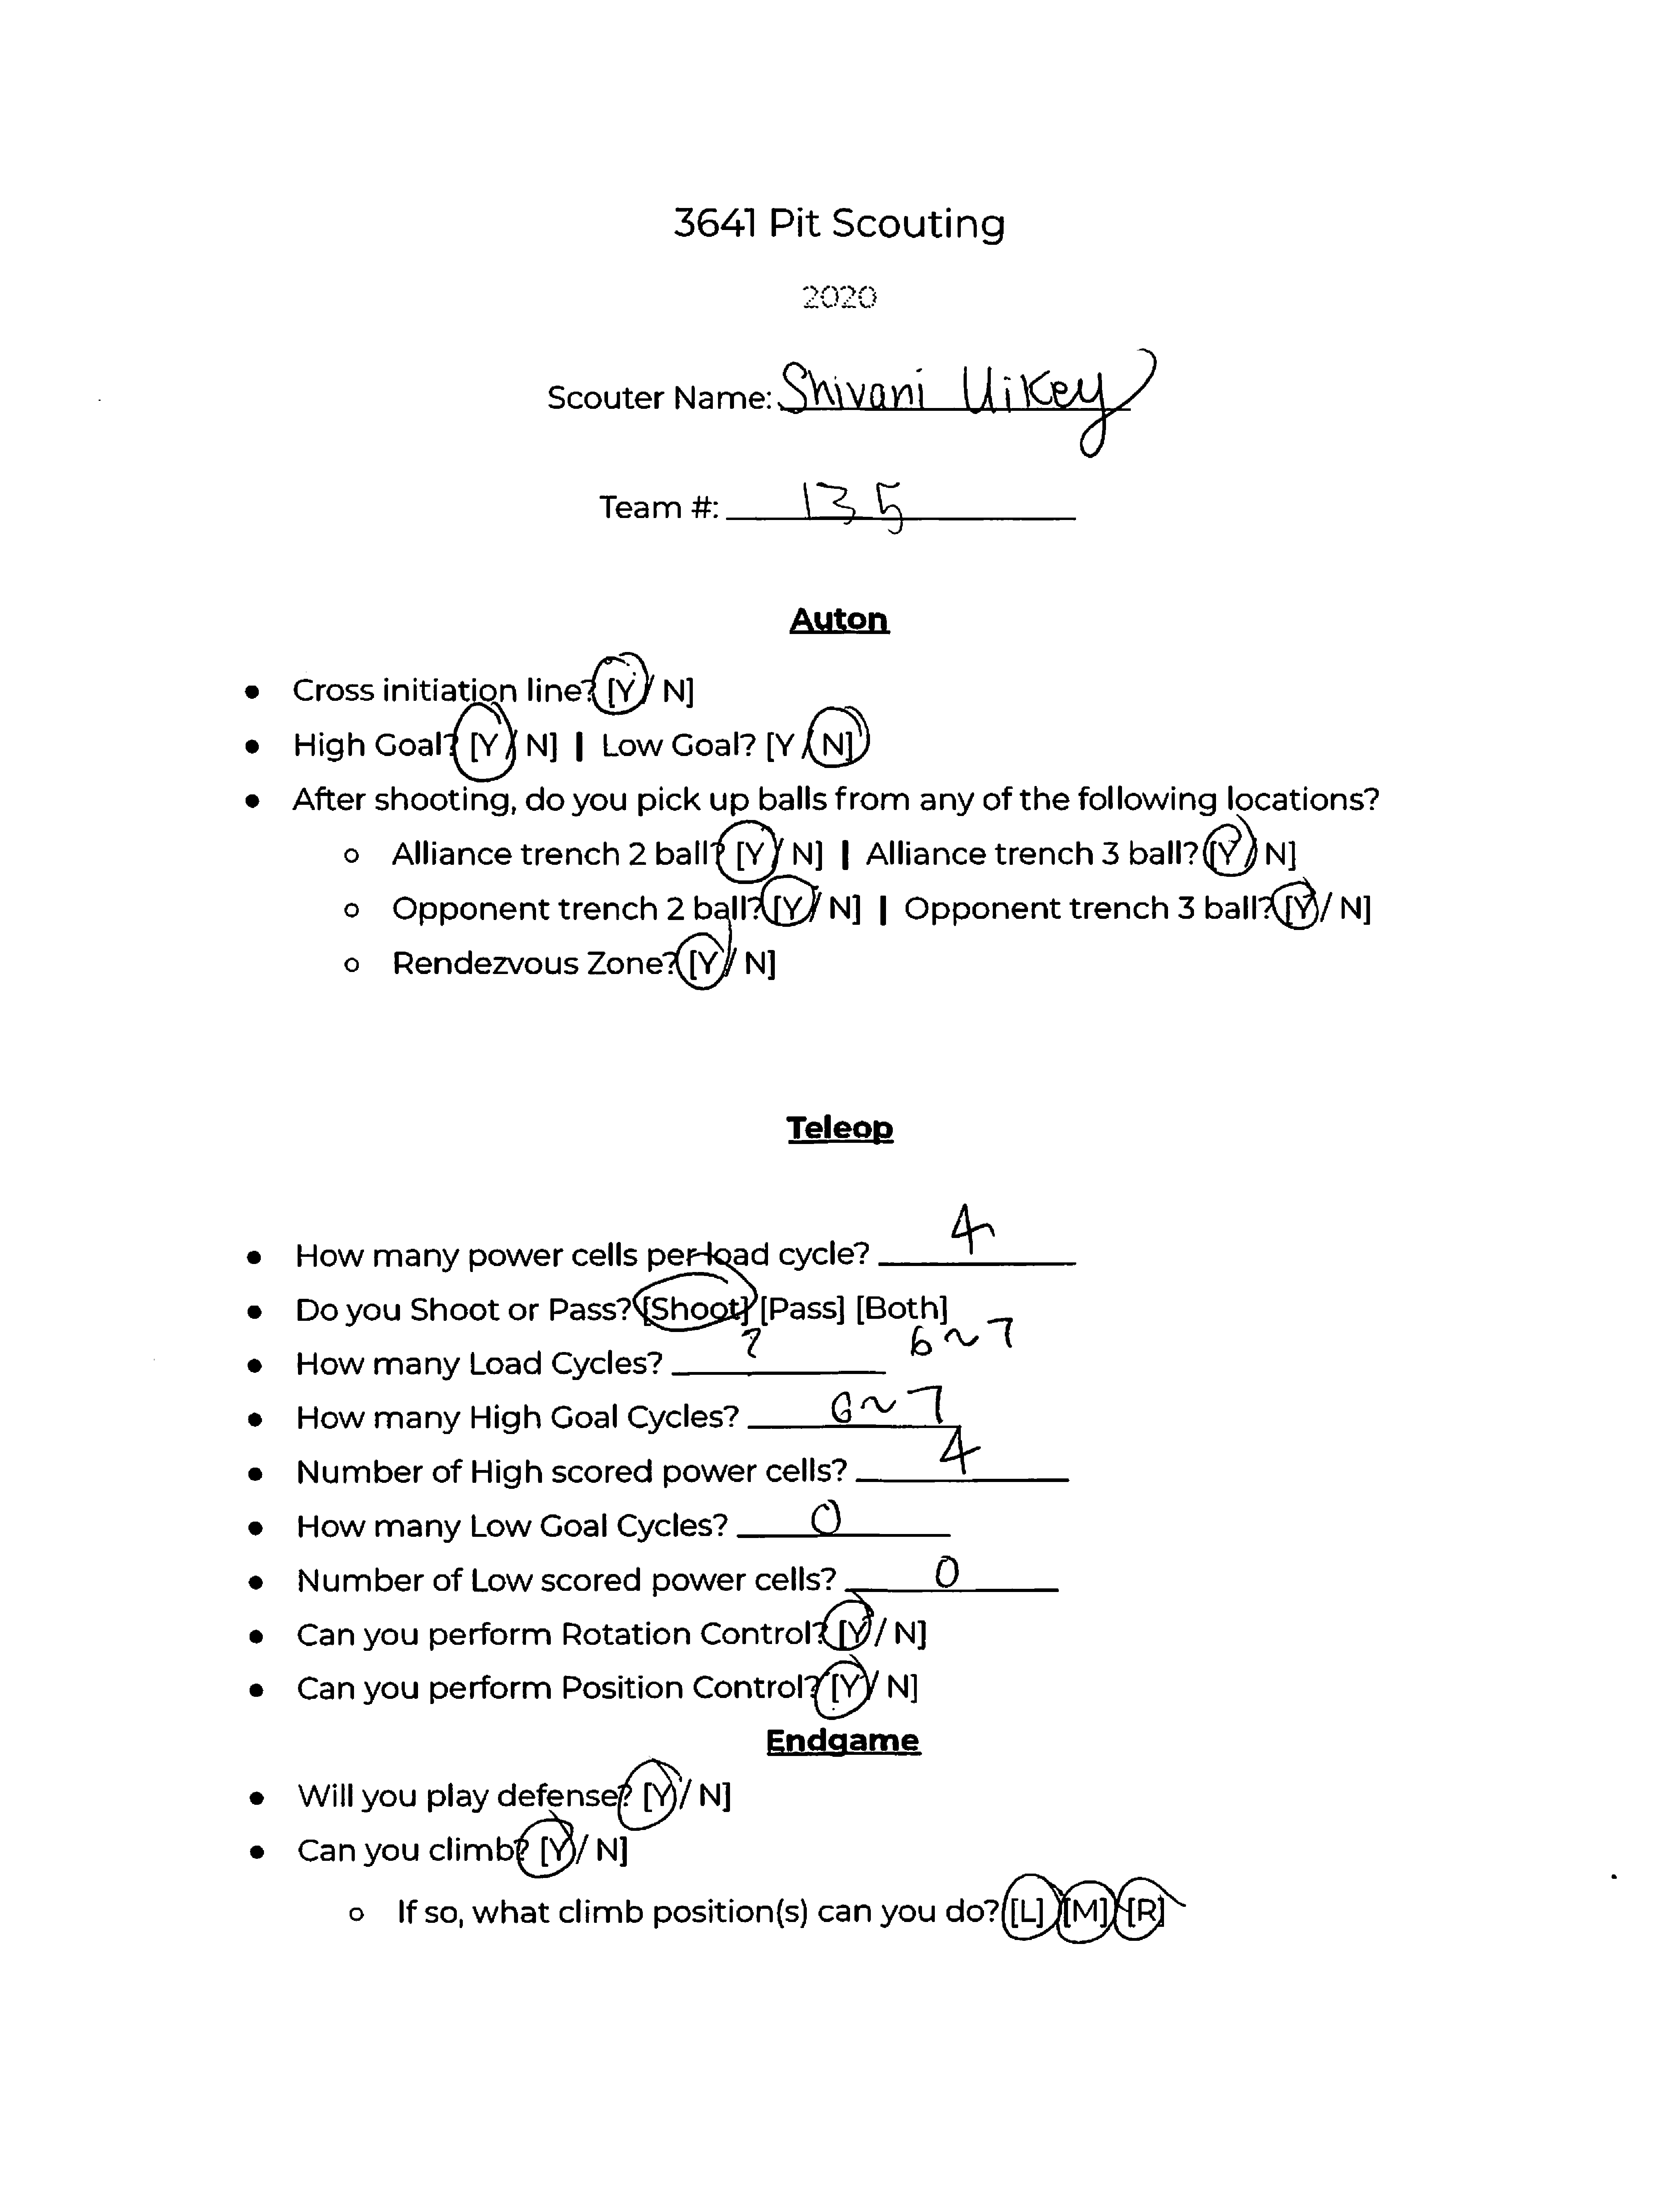 3641 Pit Scouting
2020
Scouter Name: Shivani Uikey
Team #: 135
Auton
● Cross initiation line? [Y / N]
● High Goal? [Y / N] | Low Goal? [Y / N]
● After shooting, do you pick up balls from any of the following locations?
○ Alliance trench 2 ball? [Y / N] | Alliance trench 3 ball? [Y / N]
○ Opponent trench 2 ball? [Y / N] | Opponent trench 3 ball? [Y / N]
○ Rendezvous Zone? [Y / N]
Teleop
● How many power cells per load cycle? 4
● Do you Shoot or Pass? [Shoot] [Pass] [Both]
● How many Load Cycles? ? 6~7
● How many High Goal Cycles? 6~7
● Number of High scored power cells? 4
● How many Low Goal Cycles? 0
● Number of Low scored power cells? 0
● Can you perform Rotation Control? [Y / N]
● Can you perform Position Control? [Y / N]
Endgame
● Will you play defense? [Y / N]
● Can you climb? [Y / N]
○ If so, what climb position(s) can you do? [L] [M] [R]